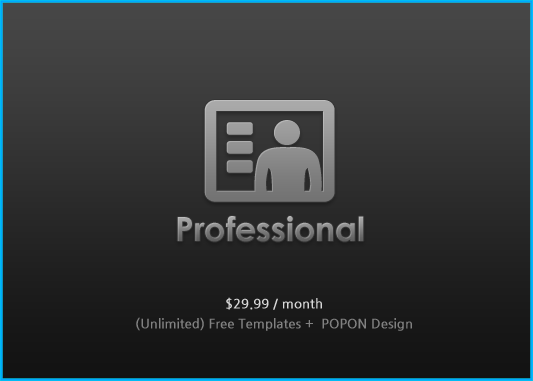 Professional
$29,99 / month
(Unlimited) Free Templates + POPON Design